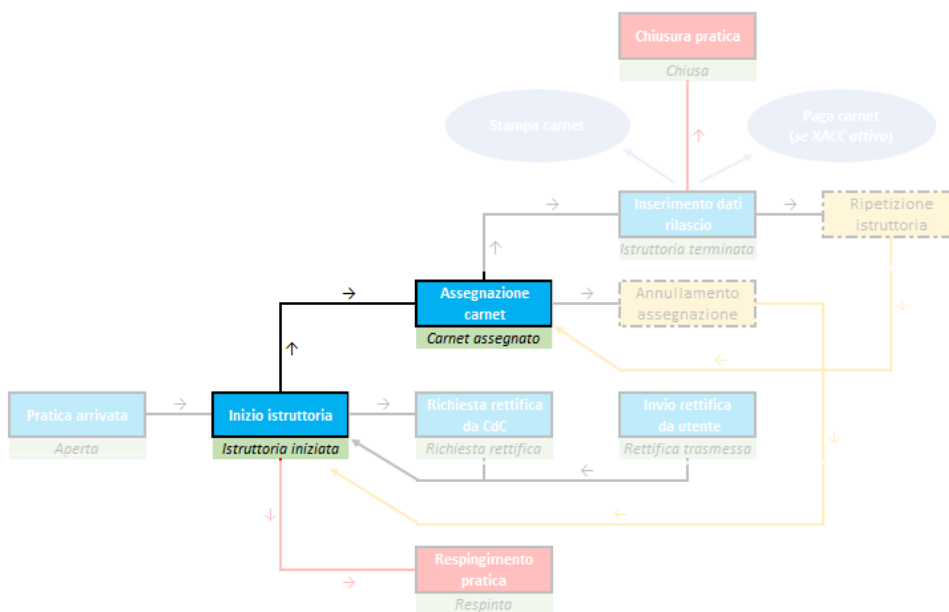 Chiusura pratica
Chiusa
Stampa carnet
Paga carnet
(se XACC attivo)
Inserimento dati
rilascio
Istruttoria terminata
Ripetizione
istruttoria
Assegnazione
carnet
Carnet assegnato
Annullamento
assegnazione
Pratica arrivata
Aperta
Inizio istruttoria
Istruttoria iniziata
Richiesta rettifica
da CdC
Richiesta rettifica
Invio rettifica
da utente
Rettifica trasmessa
Respingimento
pratica
Respinta